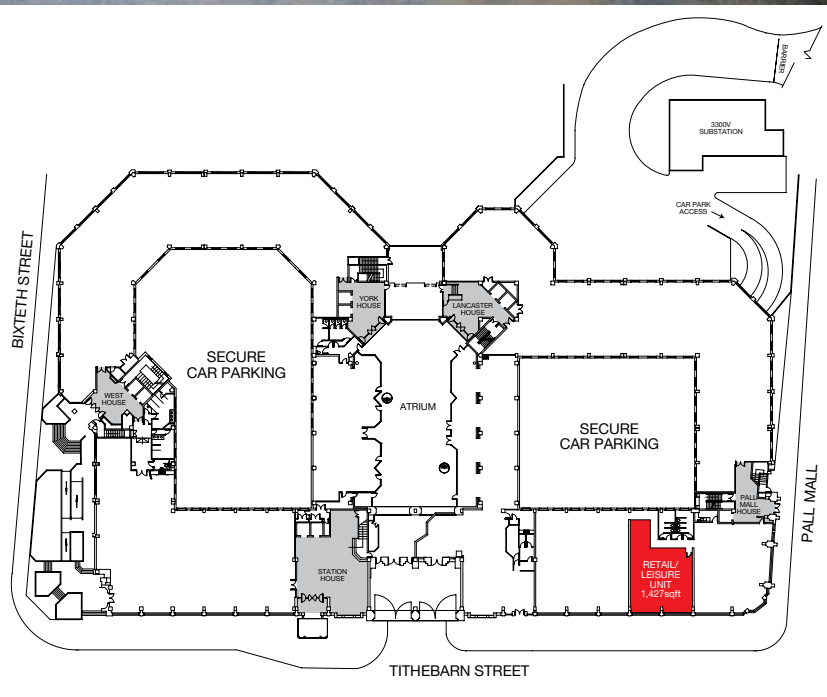 BARRIER
3300V
SUBSTATION
CAR PARK
ACCESS
BIXTETH STREET
YORK
HOUSE
LANCASTER
HOUSE
SECURE
CAR PARKING
WEST
HOUSE
ATRIUM
SECURE
CAR PARKING
PALL
MALL
HOUSE
PALL MALL
STATION
HOUSE
RETAIL/
LEISURE
UNIT
1,427sqft
TITHEBARN STREET